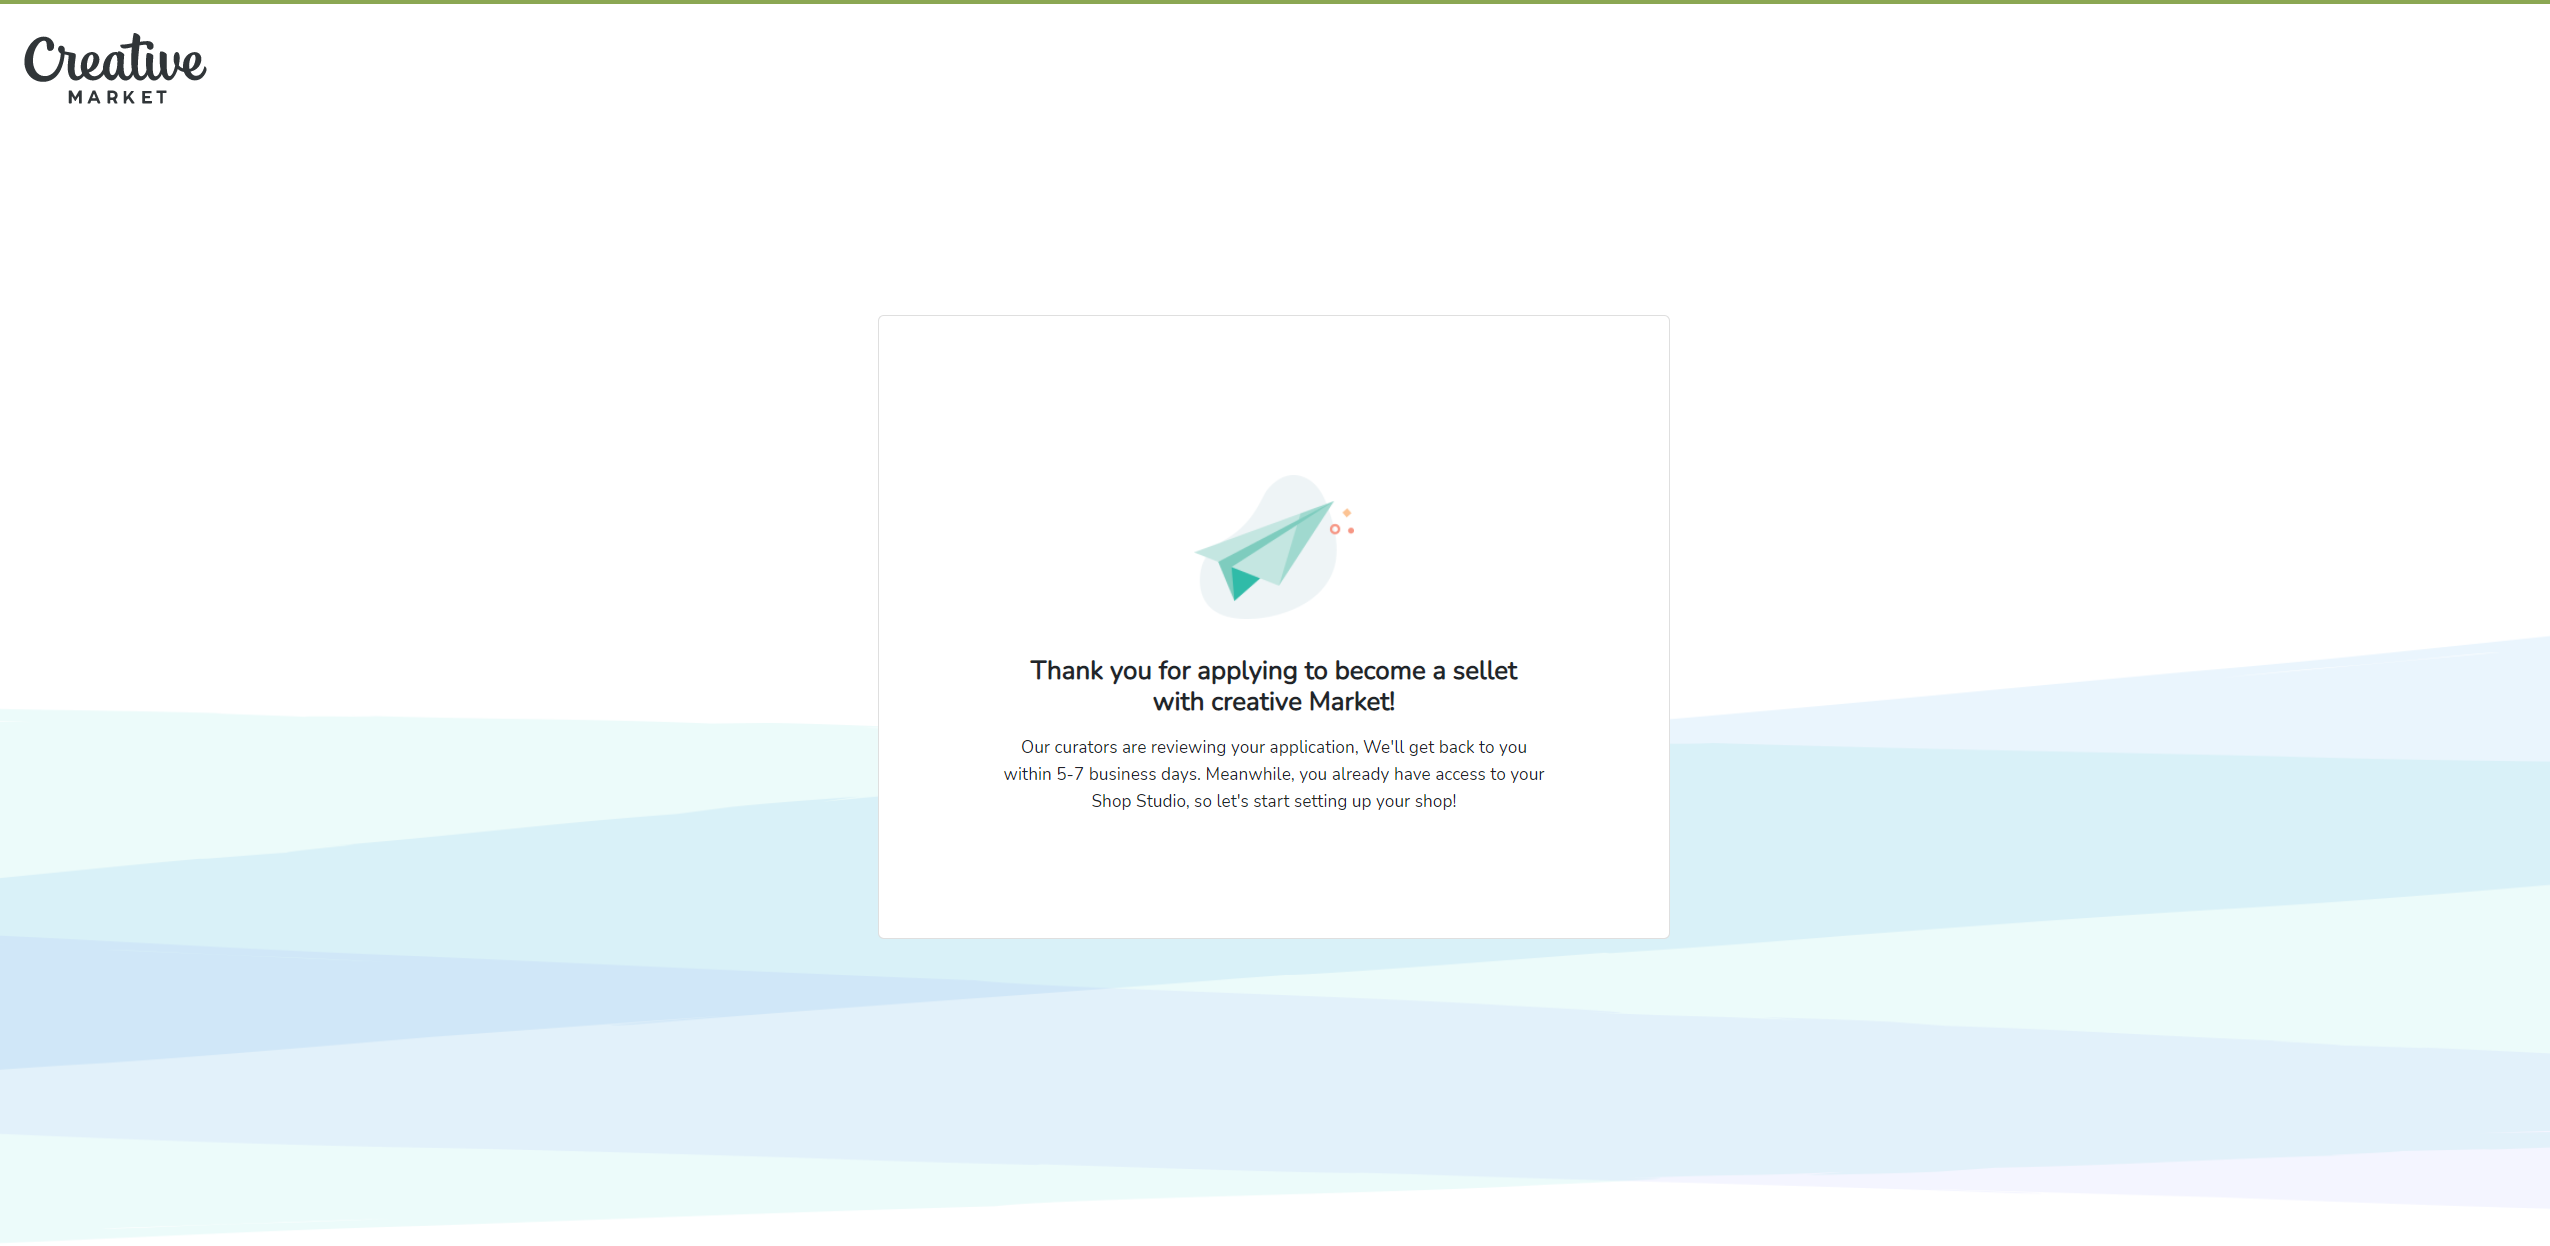 Creative
MARKET
Thank you for applying to become a sellet
with creative Market!
Our curators are reviewing your application, We'll get back to you
within 5-7 business days. Meanwhile, you already have access to your
Shop Studio, so let's start setting up your shop!